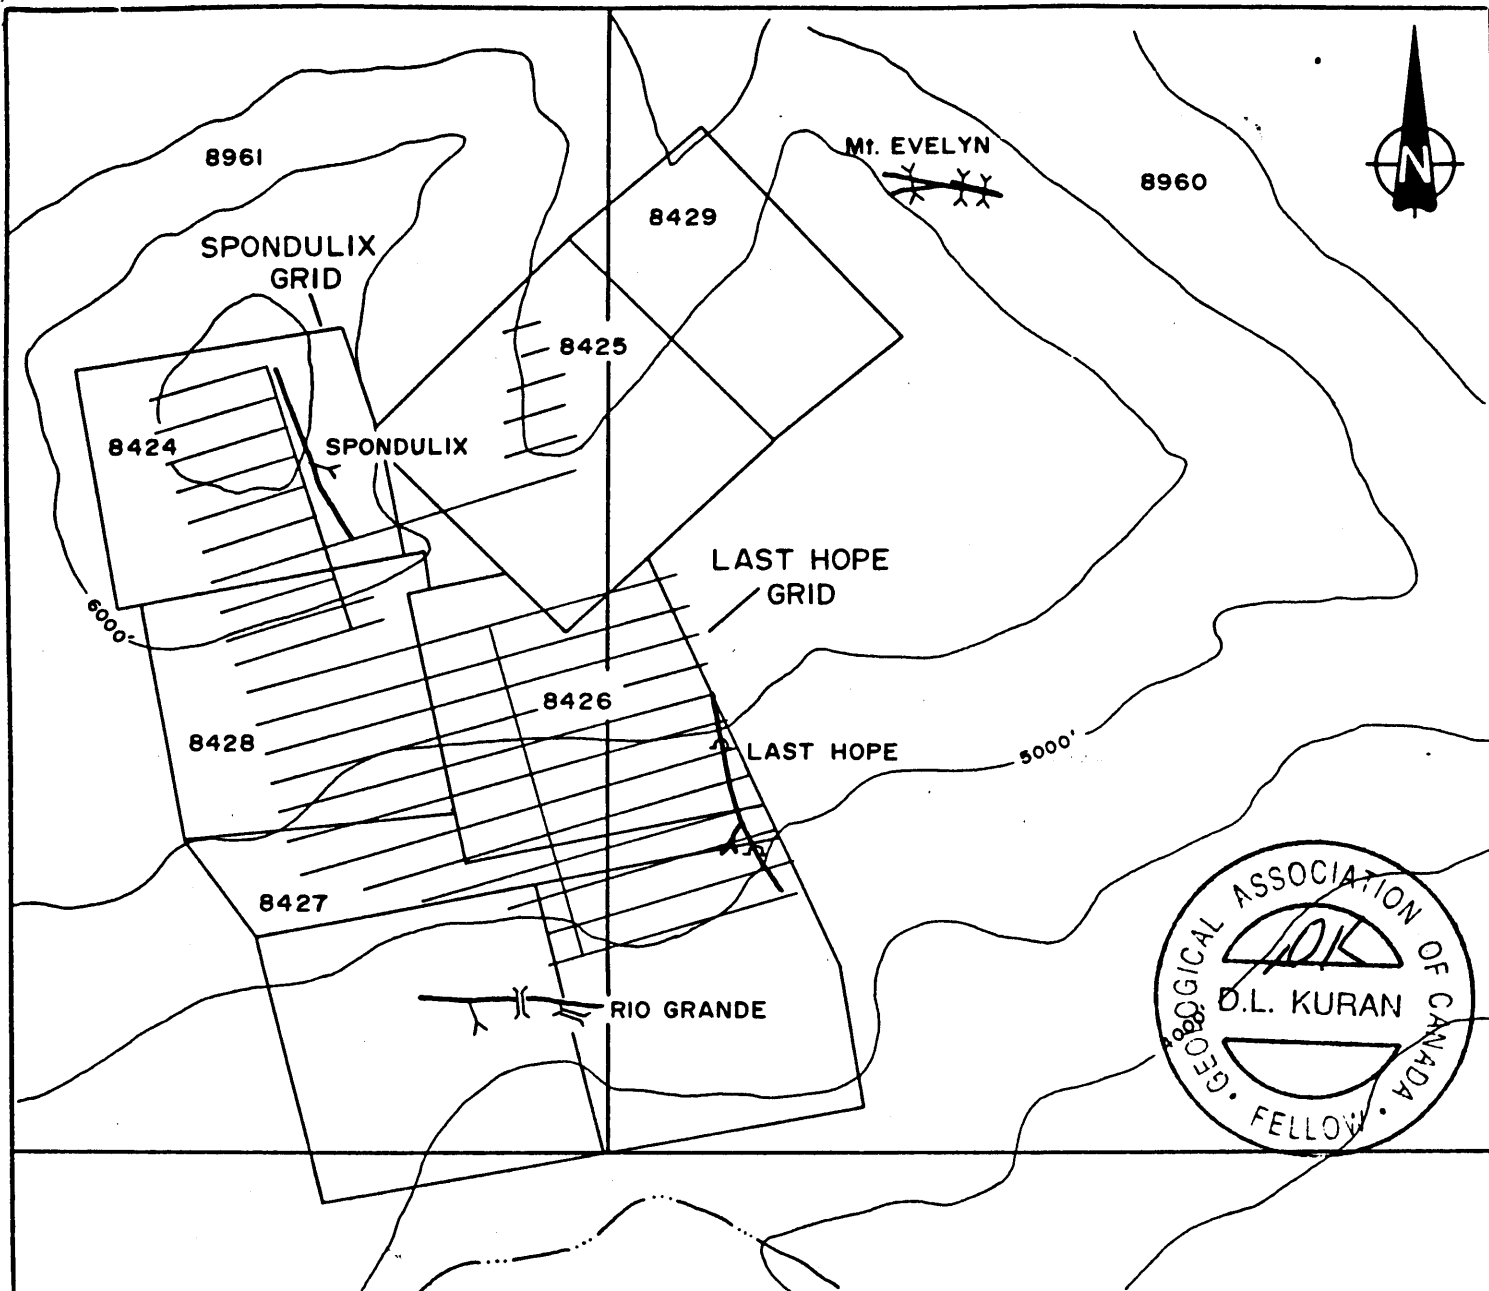 Mt. EVELYN
8961
8960
N
8429
SPONDULIX
GRID
8425
8424
SPONDULIX
LAST HOPE
GRID
6000'
8426
8428
5000'
LAST HOPE
8427
GEOLOGICAL ASSOCIATION OF CANADA
D.L. KURAN
4000'
• FELLOW •
RIO GRANDE